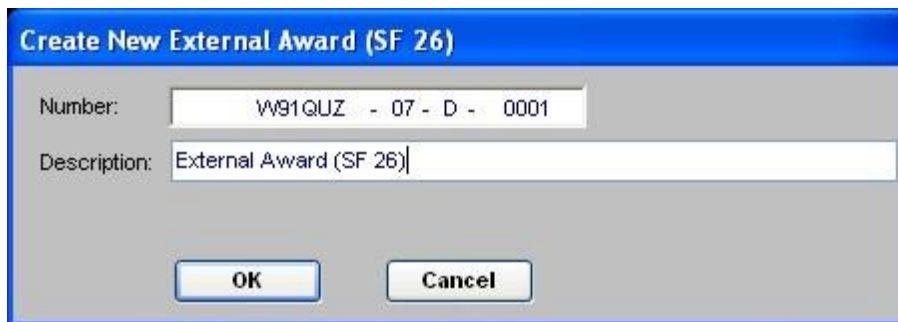 Create New External Award (SF 26)
Number: W91QUZ - 07 - D - 0001
Description: External Award (SF 26)
OK Cancel